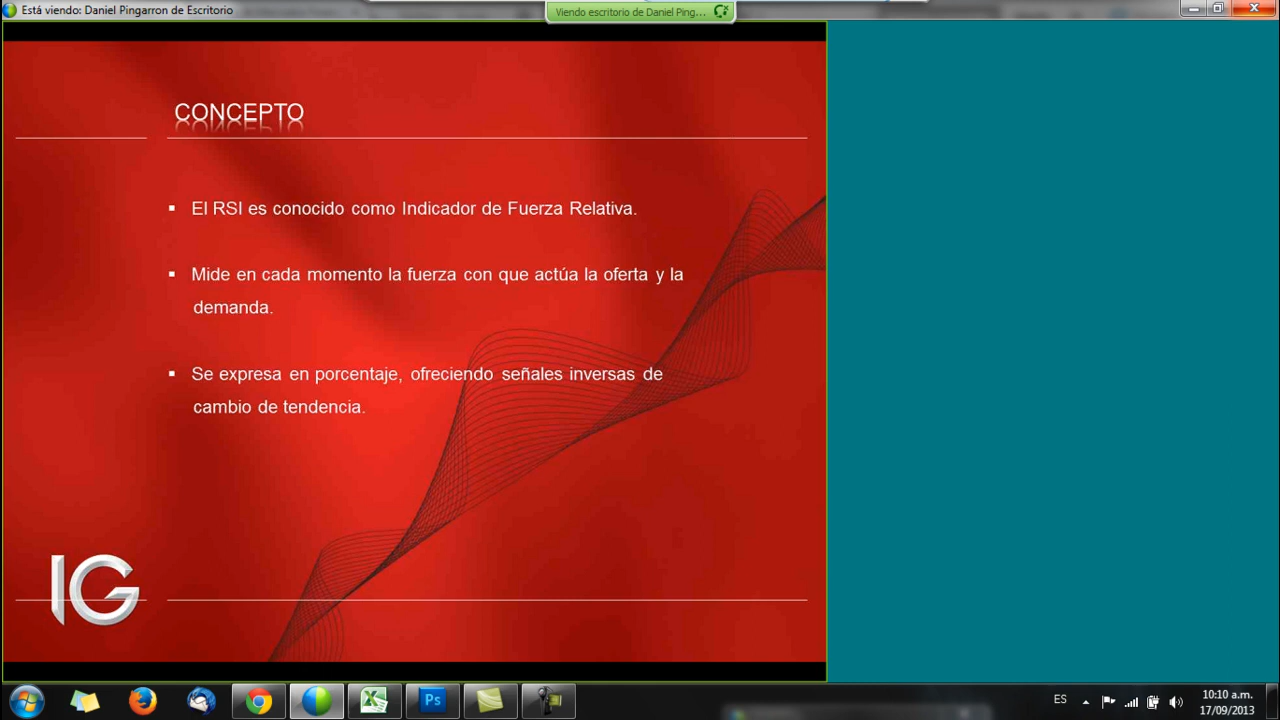 Está viendo: Daniel Pingarron de Escritorio
Viendo escritorio de Daniel Ping...
CONCEPTO
▪ El RSI es conocido como Indicador de Fuerza Relativa.
▪ Mide en cada momento la fuerza con que actúa la oferta y la
demanda.
▪ Se expresa en porcentaje, ofreciendo señales inversas de
cambio de tendencia.
IG
Ps
ES
10:10 a.m.
17/09/2013